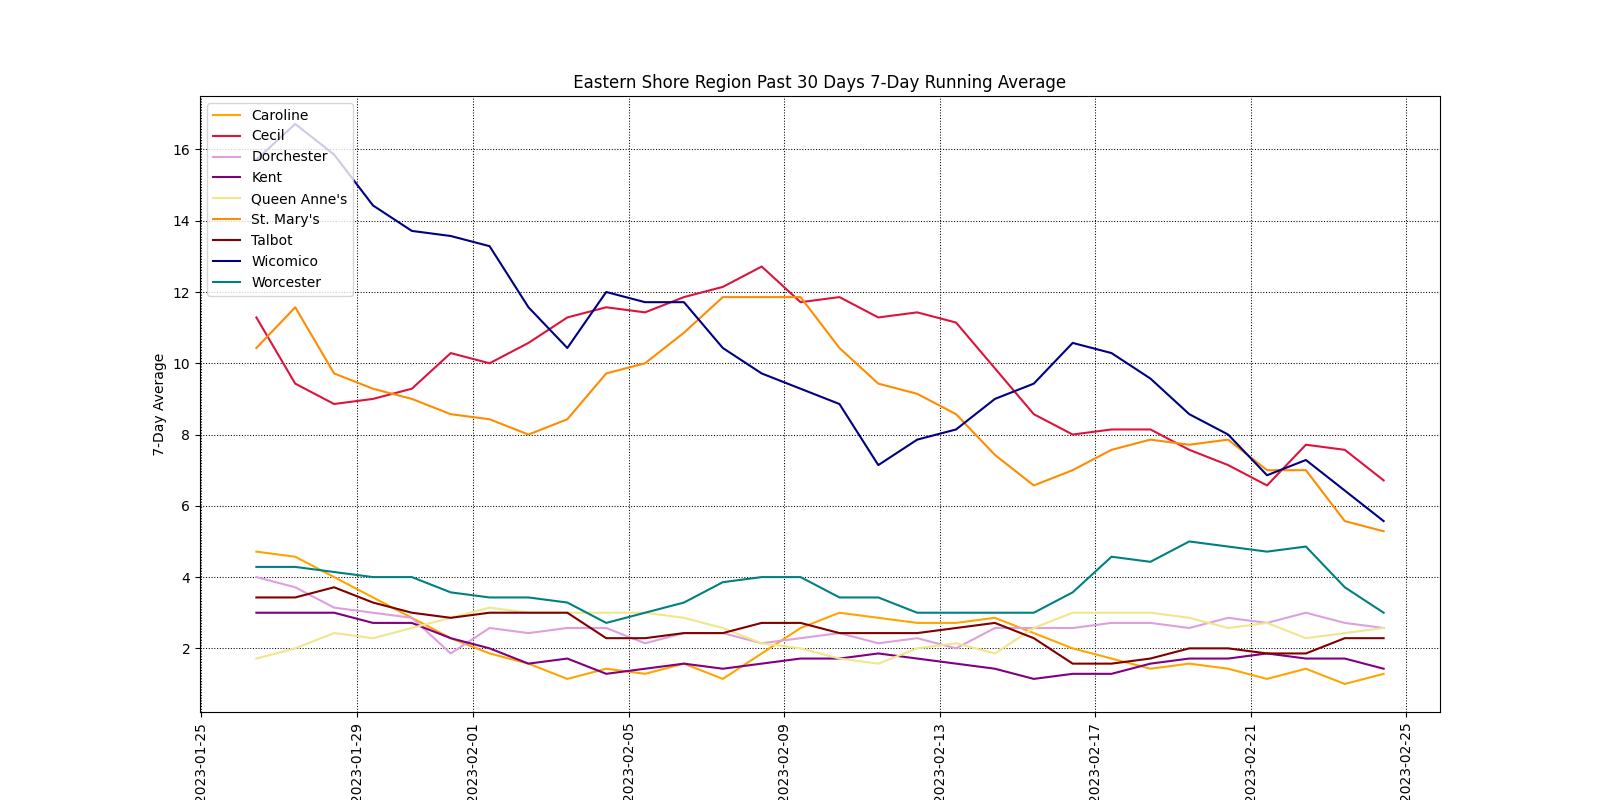 Eastern Shore Region Past 30 Days 7-Day Running Average
Caroline
Cecil
Dorchester
Kent
Queen Anne's
St. Mary's
Talbot
Wicomico
Worcester
7-Day Average
16
14
12
10
8
6
4
2
2023-01-25
2023-01-29
2023-02-01
2023-02-05
2023-02-09
2023-02-13
2023-02-17
2023-02-21
2023-02-25